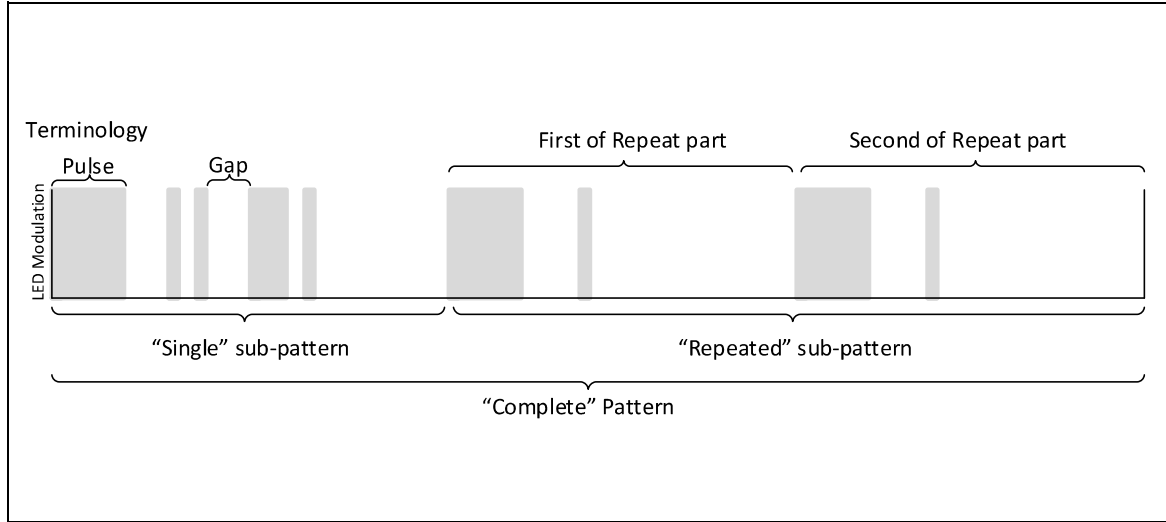 Terminology
First of Repeat part
Second of Repeat part
Pulse
Gap
LED Modulation
“Single” sub-pattern
“Repeated” sub-pattern
“Complete” Pattern